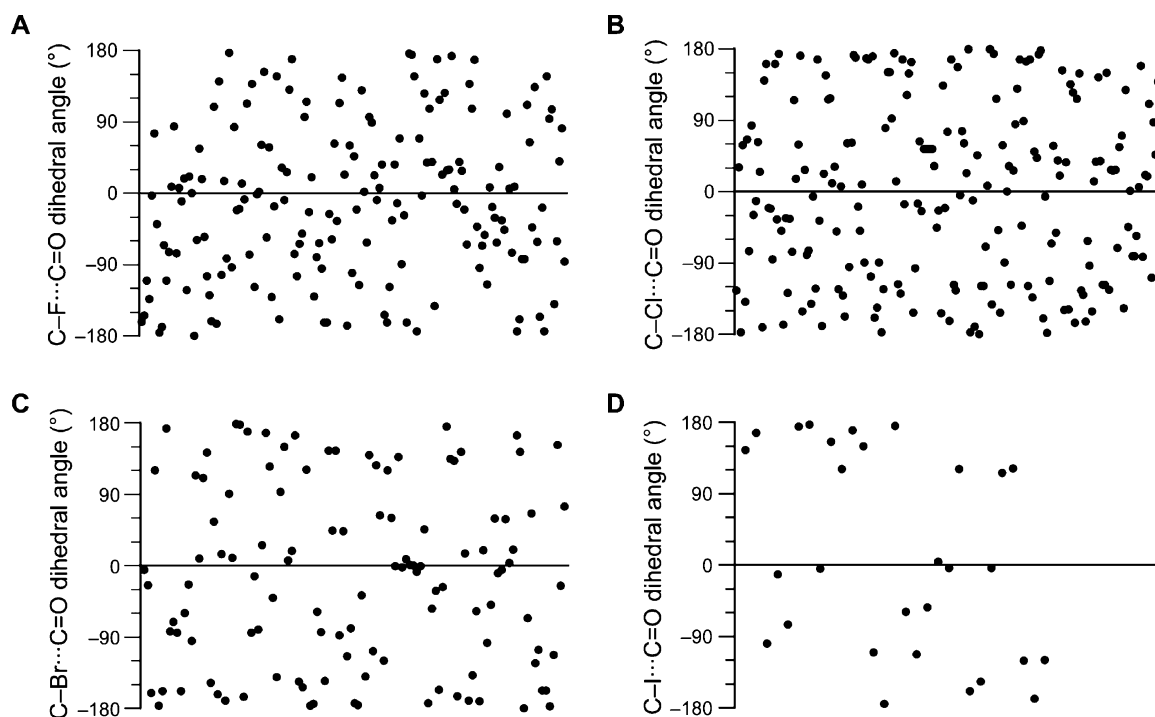 A
C–F···C=O dihedral angle (°)
180
90
0
−90
−180
B
C–Cl···C=O dihedral angle (°)
180
90
0
−90
−180
C
C–Br···C=O dihedral angle (°)
180
90
0
−90
−180
D
C–I···C=O dihedral angle (°)
180
90
0
−90
−180